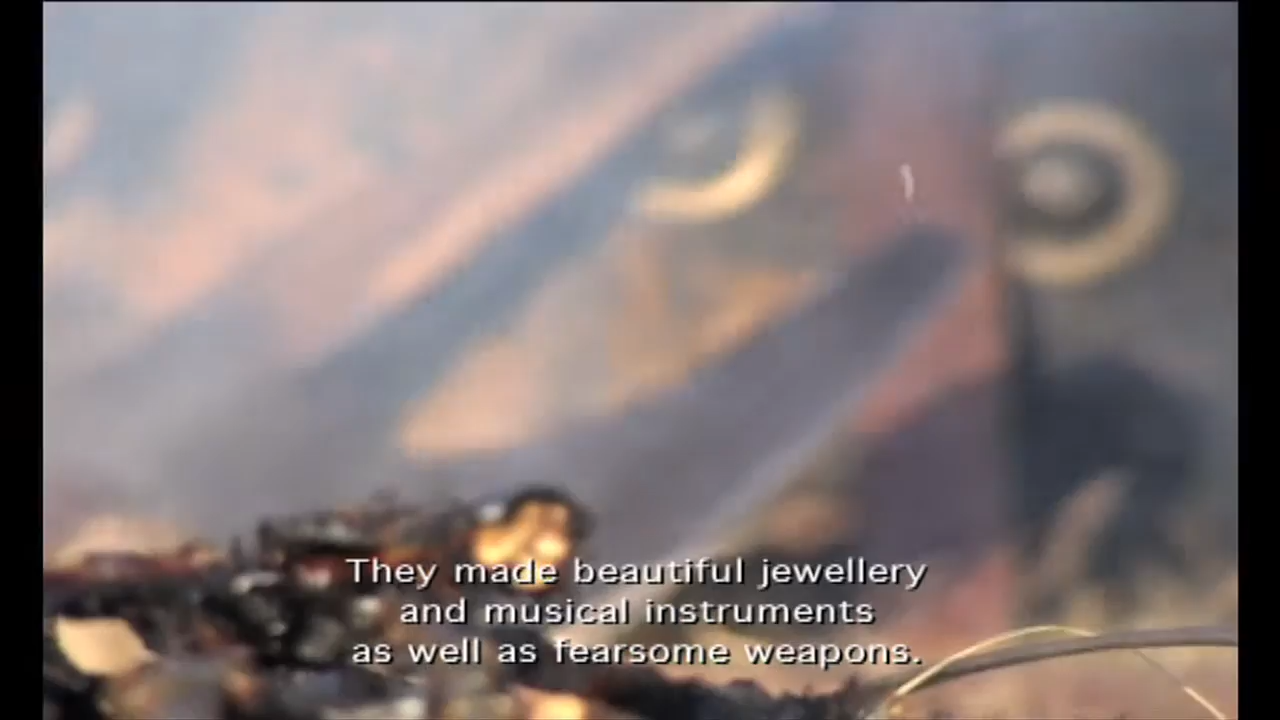 They made beautiful jewellery
and musical instruments
as well as fearsome weapons.